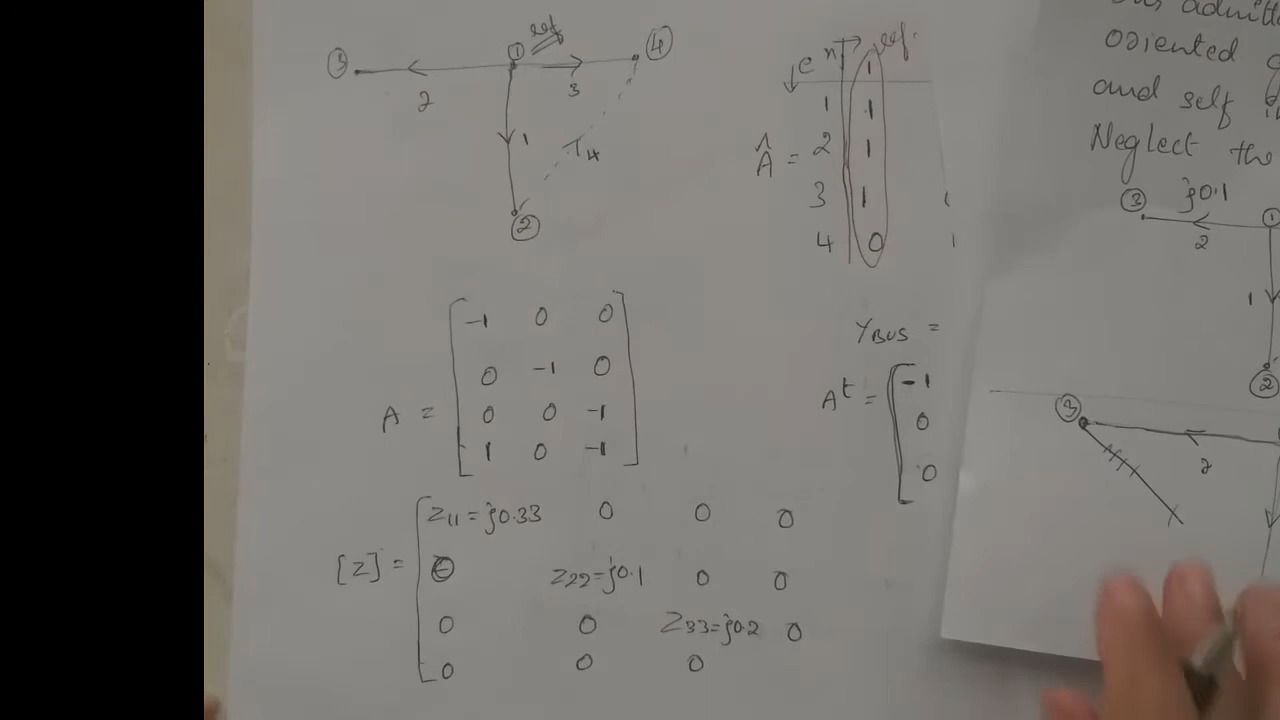 ref
③ ① ④
2 3
1 4
②
e n ref.
1
1 1
2 1
Â =
3 1
4 0 1
A =
-1 0 0
0 -1 0
0 0 -1
1 0 -1
Y BUS =
A^t =
-1
0
0
[Z] =
Z11 = j0.33 0 0 0
0 Z22=j0.1 0 0
0 0 Z33=j0.2 0
0 0 0
oriented
and self
Neglect the
③ j0.1 ①
2
1
②
③
2